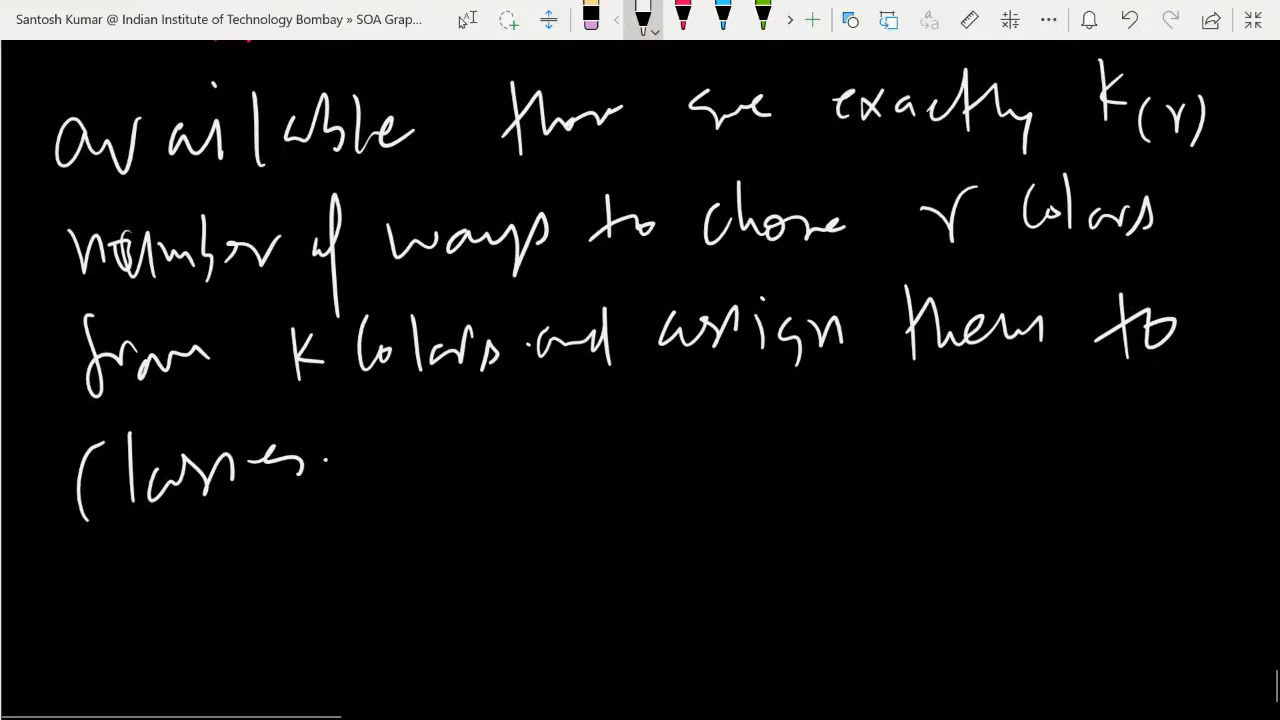 Santosh Kumar @ Indian Institute of Technology Bombay » SOA Grap...
available then are exactly k(r)
number of ways to chose r colors
from k colors and assign them to
classes.